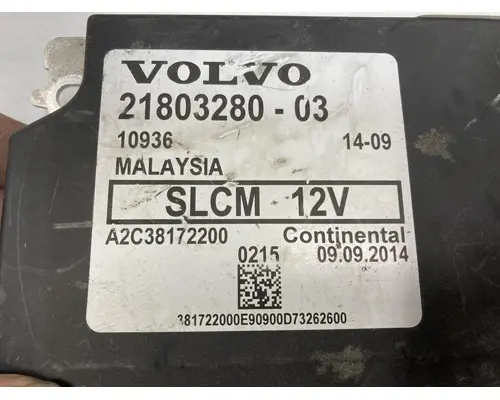 VOLVO
21803280 - 03
10936 14-09
MALAYSIA
SLCM 12V
A2C38172200 Continental
0215 09.09.2014
381722000E90900D73262600